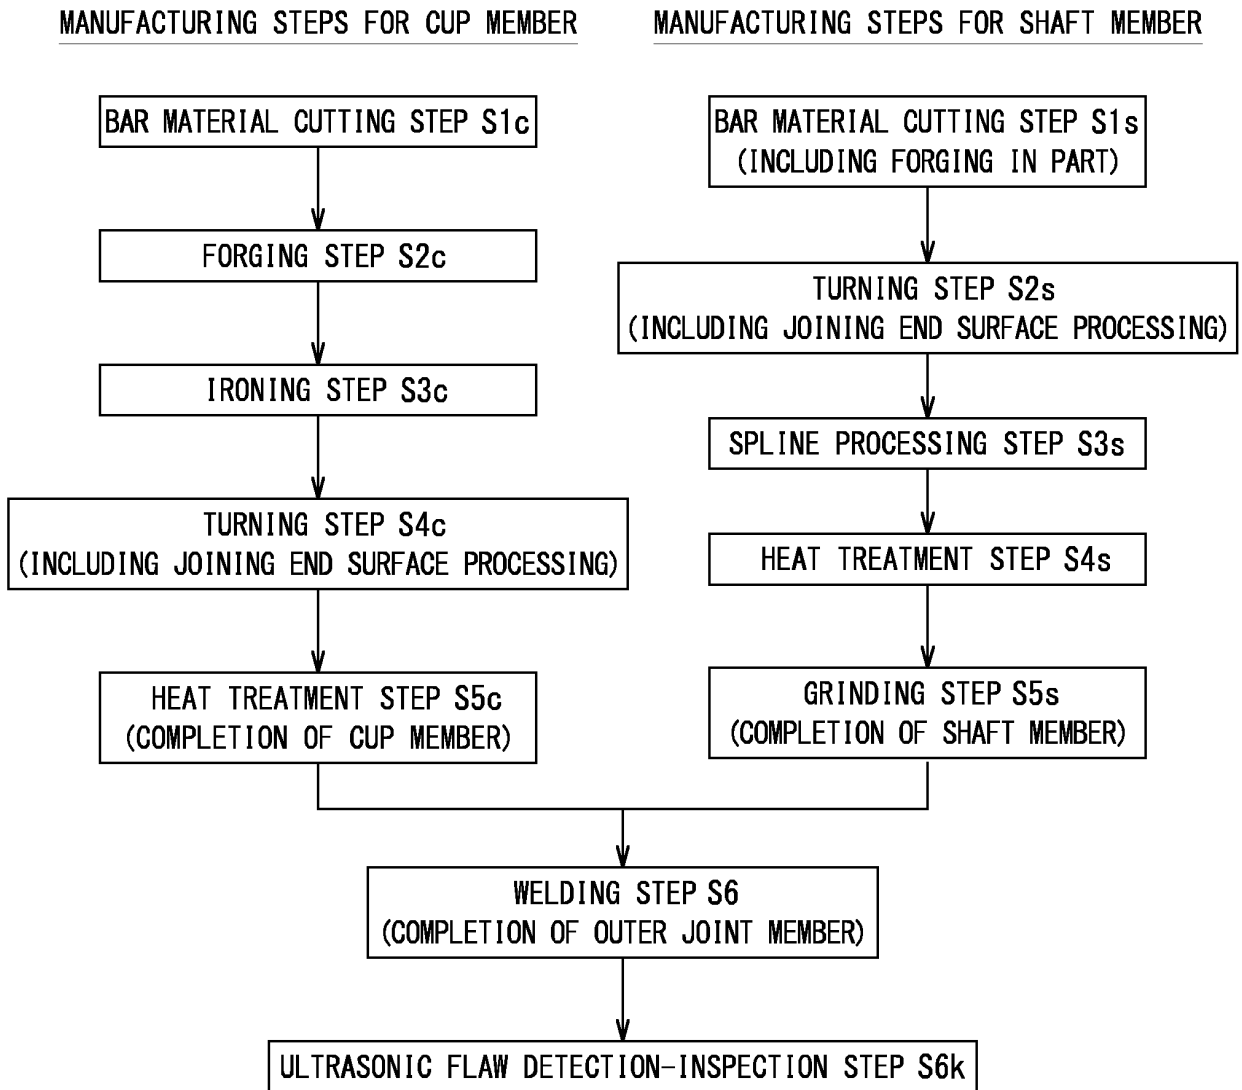 MANUFACTURING STEPS FOR CUP MEMBER
BAR MATERIAL CUTTING STEP S1c
FORGING STEP S2c
IRONING STEP S3c
TURNING STEP S4c
(INCLUDING JOINING END SURFACE PROCESSING)
HEAT TREATMENT STEP S5c
(COMPLETION OF CUP MEMBER)
MANUFACTURING STEPS FOR SHAFT MEMBER
BAR MATERIAL CUTTING STEP S1s
(INCLUDING FORGING IN PART)
TURNING STEP S2s
(INCLUDING JOINING END SURFACE PROCESSING)
SPLINE PROCESSING STEP S3s
HEAT TREATMENT STEP S4s
GRINDING STEP S5s
(COMPLETION OF SHAFT MEMBER)
WELDING STEP S6
(COMPLETION OF OUTER JOINT MEMBER)
ULTRASONIC FLAW DETECTION-INSPECTION STEP S6k